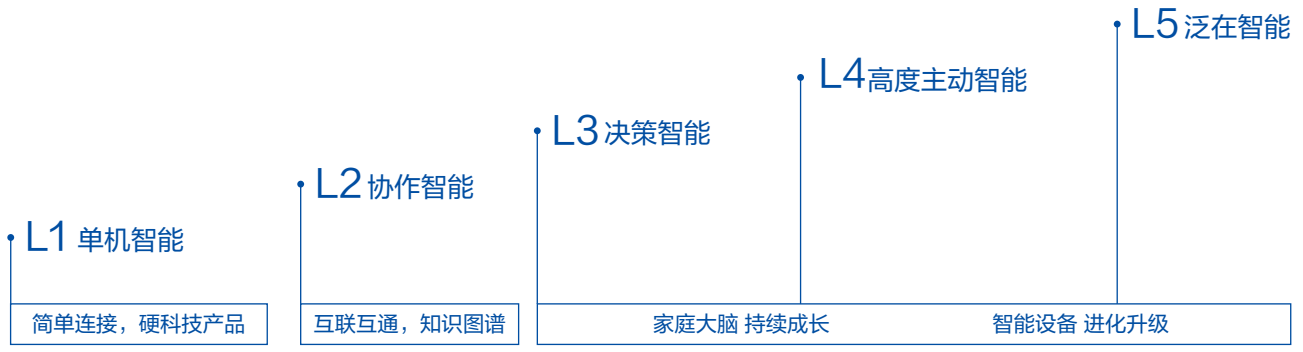 L5 泛在智能
L4 高度主动智能
L3 决策智能
L2 协作智能
L1 单机智能
简单连接，硬科技产品
互联互通，知识图谱
家庭大脑 持续成长
智能设备 进化升级